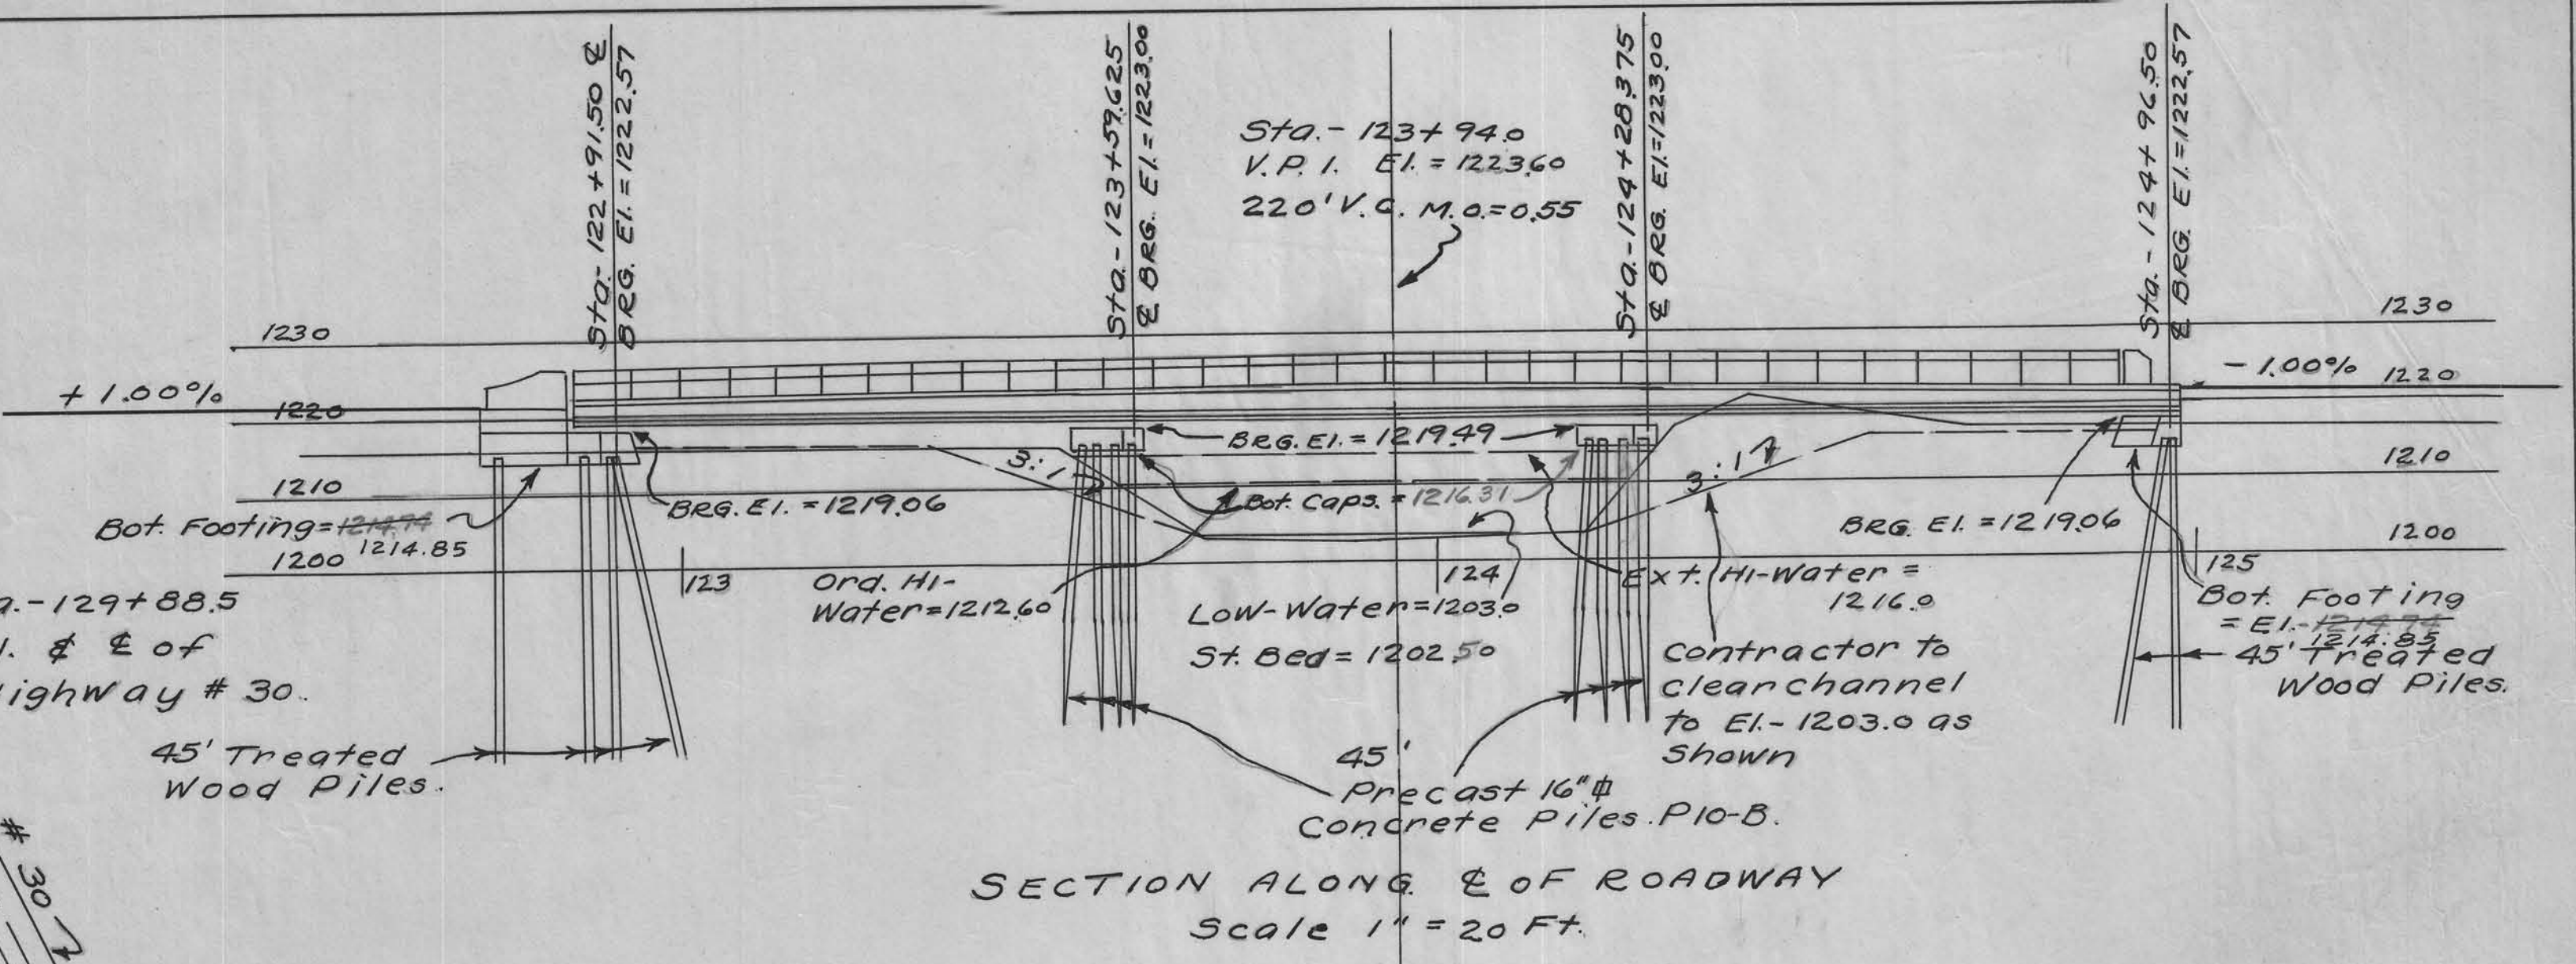 Sta.- 122 + 91.50 ℄
BRG. El. = 1222.57
Sta.- 123 + 59.625
℄ BRG. El. = 1223.00
Sta.- 123 + 94.0
V.P.I. El. = 1223.60
220' V.C. M.O. = 0.55
Sta.- 124 + 28.375
℄ BRG. El. = 1223.00
Sta.- 124 + 96.50
℄ BRG. El. = 1222.57
1230
1230
+ 1.00%
1220
- 1.00%
1220
BRG. El. = 1219.49
3:1
3:1
1210
1210
BRG. El. = 1219.06
Bot. Caps. = 1216.31
BRG. El. = 1219.06
Bot. Footing = 1214.74
1214.85
1200
1200
123
124
125
Ord. HI-
Water = 1212.60
Low-Water = 1203.0
St. Bed = 1202.50
Ext. HI-Water =
1216.0
Contractor to
clear channel
to El.- 1203.0 as
Shown
Bot. Footing
= El.- 1214.74
1214.85
45' Treated
Wood Piles.
a.- 129 + 88.5
. ₵ ℄ of
ighway # 30.
45' Treated
Wood Piles.
45'
Precast 16" ⌽
Concrete Piles. P10-B.
# 30
SECTION ALONG ℄ OF ROADWAY
Scale 1" = 20 Ft.